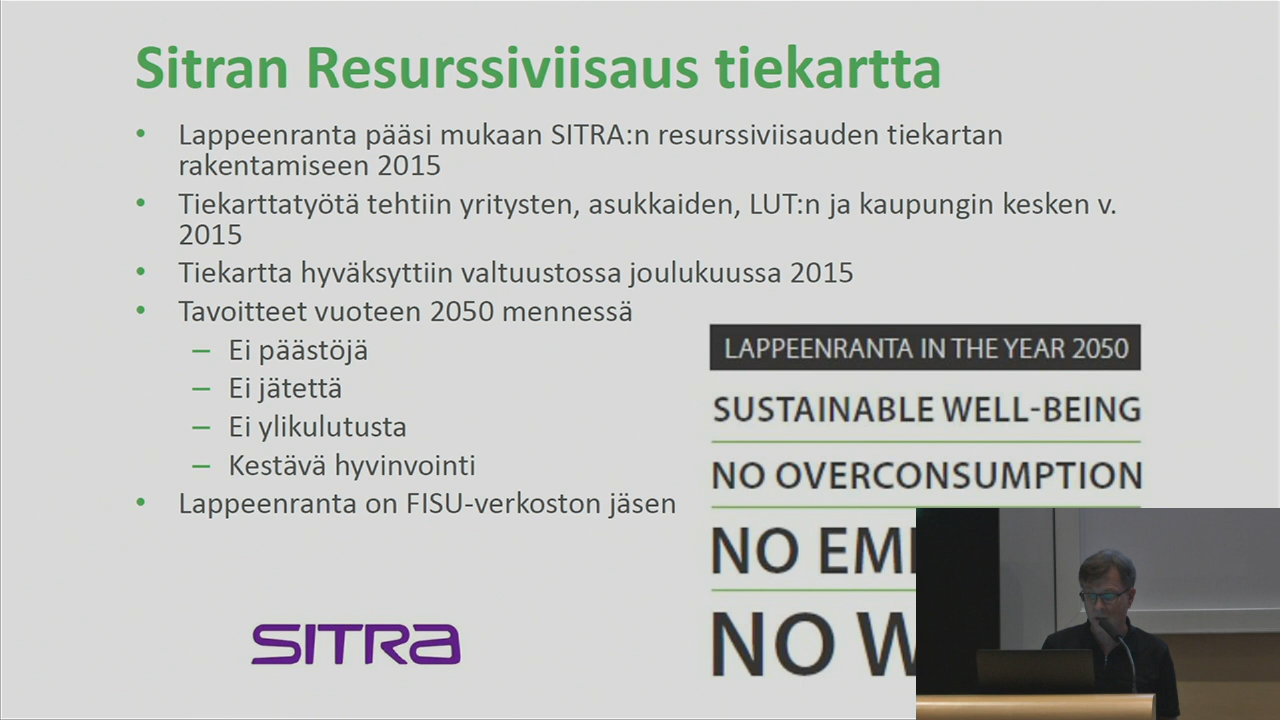 Sitran Resurssiviisaus tiekartta
• Lappeenranta pääsi mukaan SITRA:n resurssiviisauden tiekartan
rakentamiseen 2015
• Tiekarttatyötä tehtiin yritysten, asukkaiden, LUT:n ja kaupungin kesken v.
2015
• Tiekartta hyväksyttiin valtuustossa joulukuussa 2015
• Tavoitteet vuoteen 2050 mennessä
– Ei päästöjä
– Ei jätettä
– Ei ylikulutusta
– Kestävä hyvinvointi
• Lappeenranta on FISU-verkoston jäsen
LAPPEENRANTA IN THE YEAR 2050
SUSTAINABLE WELL-BEING
NO OVERCONSUMPTION
NO
NO
SITRA